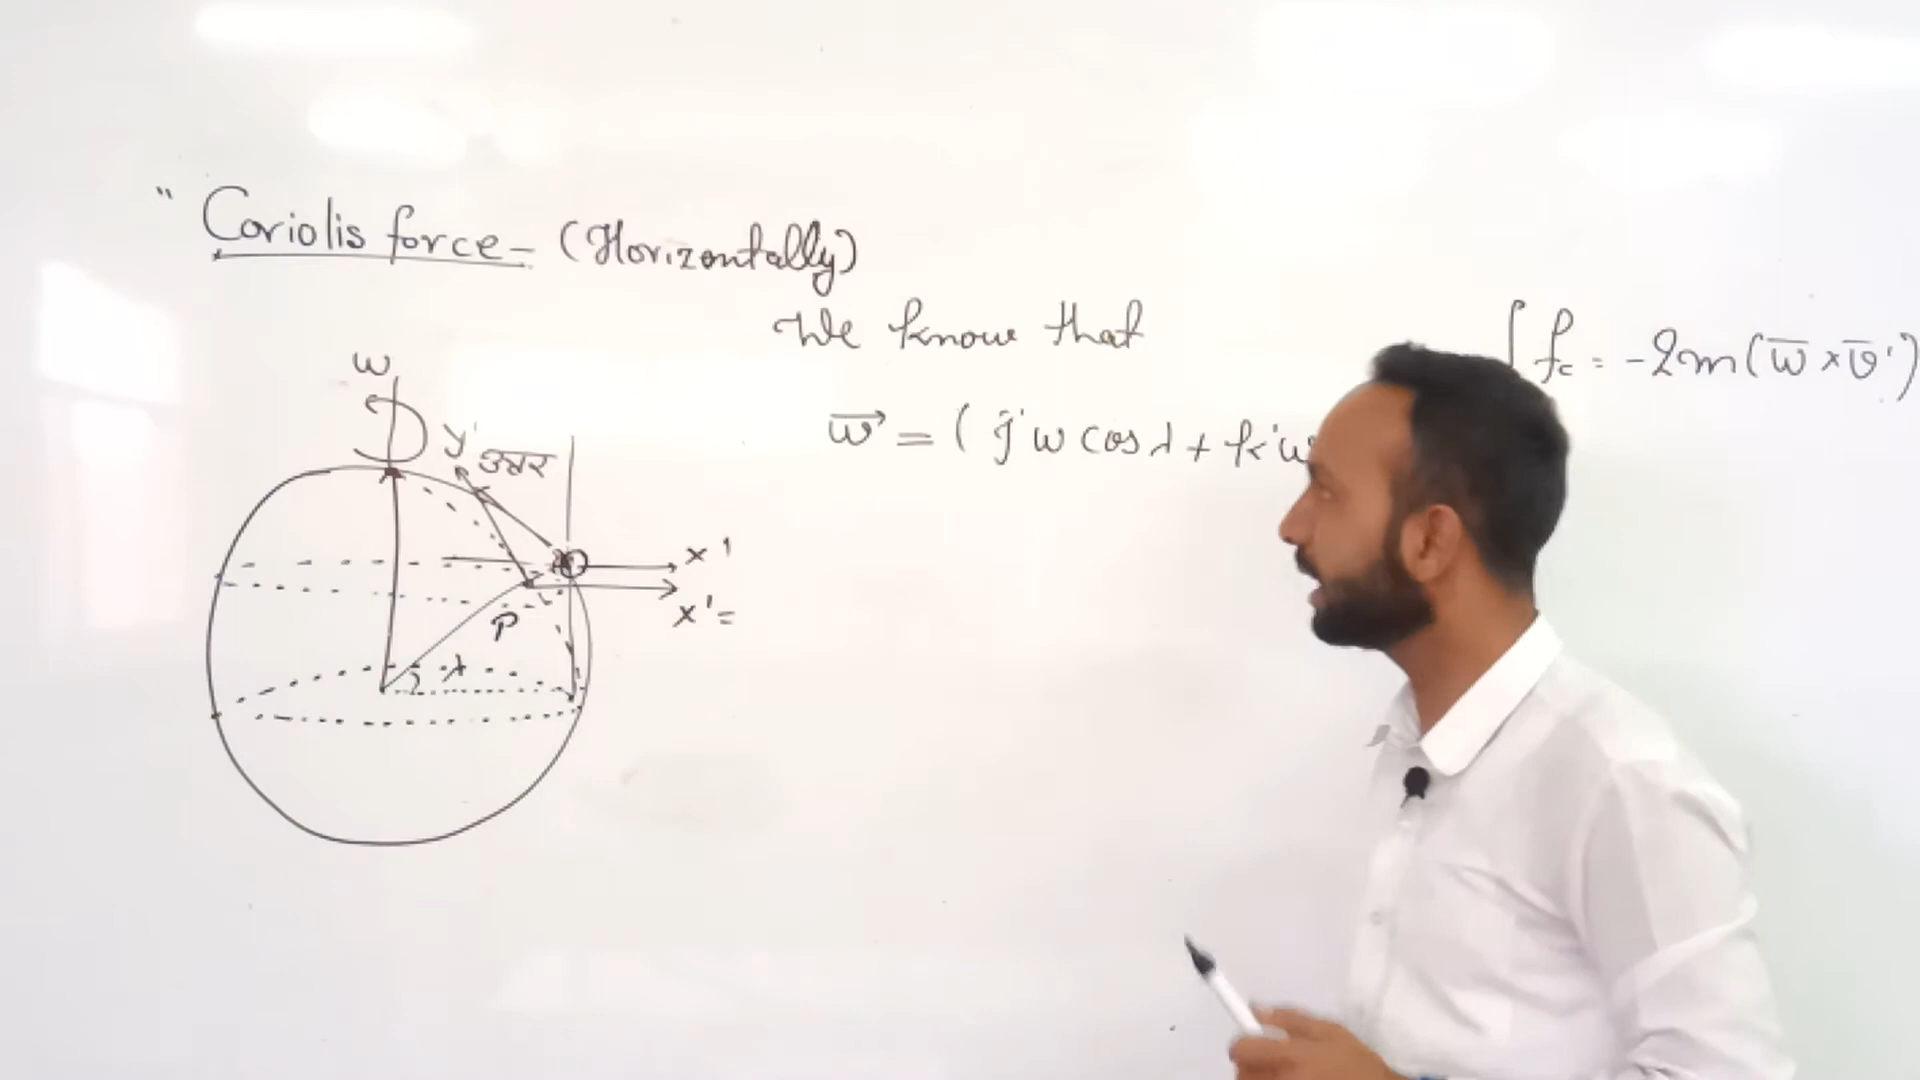 " Coriolis force - (Horizontally)
We know that
f_c = -2m(ω̅ × v̅')
ω⃗ = ( j' ω cos λ + k' ω
ω
y' उत्तर
x'
x' =
P
λ